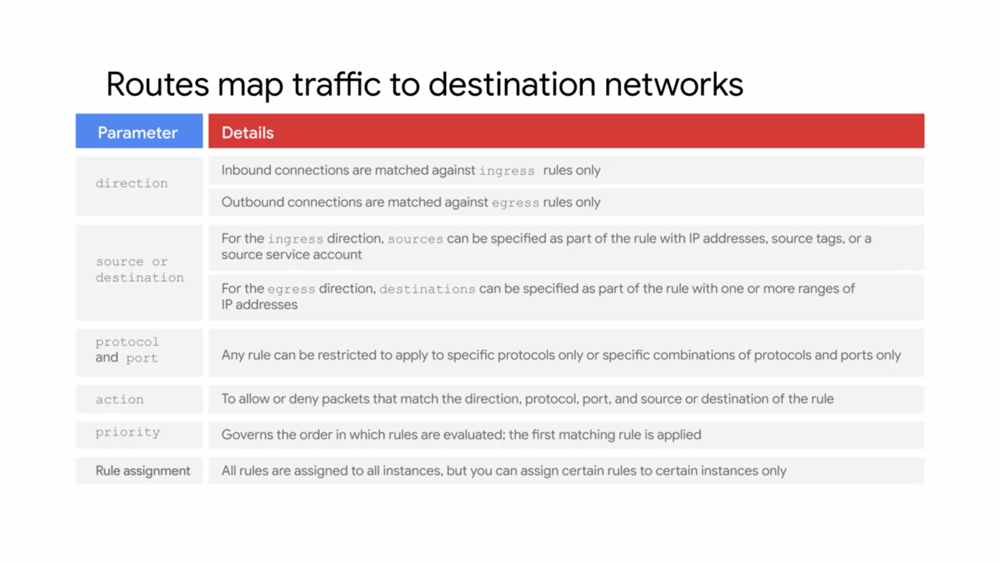 Routes map traffic to destination networks
Parameter
Details
direction
Inbound connections are matched against ingress rules only
Outbound connections are matched against egress rules only
source or
destination
For the ingress direction, sources can be specified as part of the rule with IP addresses, source tags, or a
source service account
For the egress direction, destinations can be specified as part of the rule with one or more ranges of
IP addresses
protocol
and port
Any rule can be restricted to apply to specific protocols only or specific combinations of protocols and ports only
action
To allow or deny packets that match the direction, protocol, port, and source or destination of the rule
priority
Governs the order in which rules are evaluated; the first matching rule is applied
Rule assignment
All rules are assigned to all instances, but you can assign certain rules to certain instances only